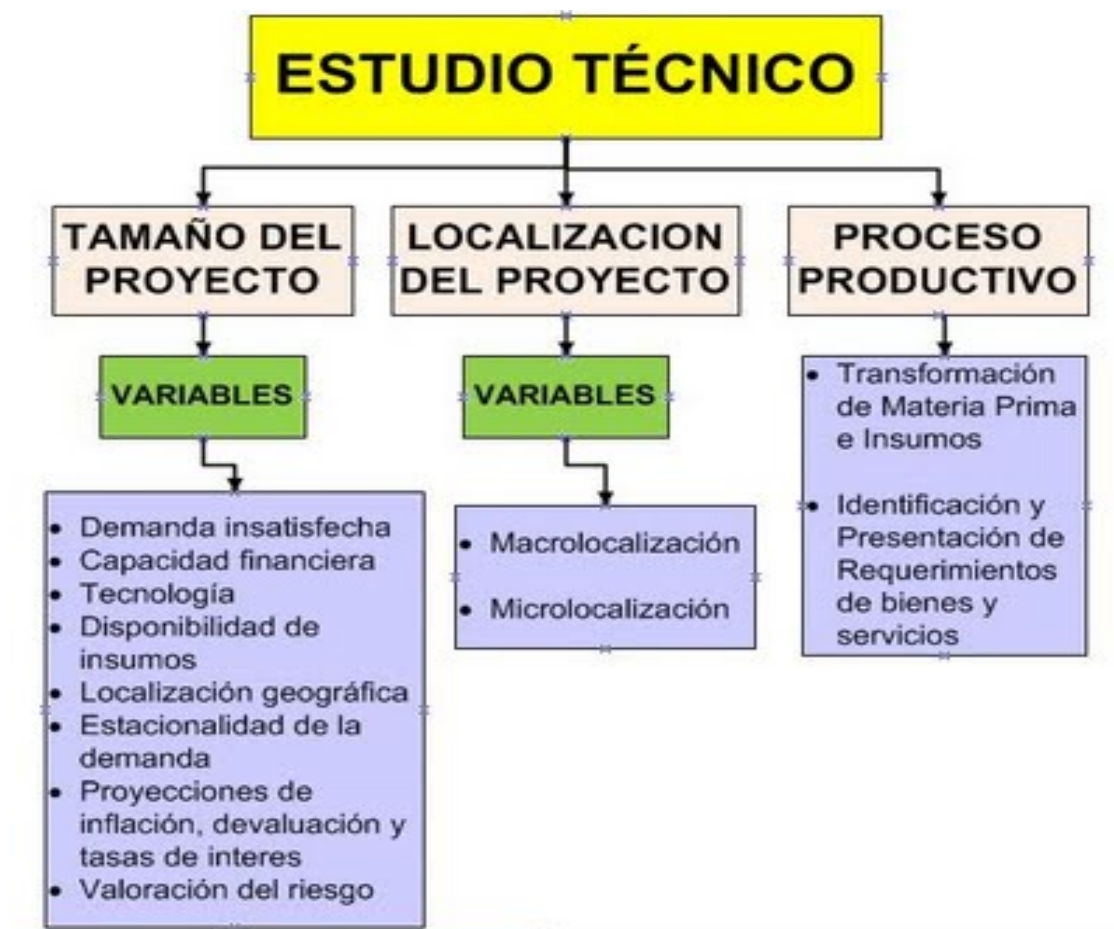 ESTUDIO TÉCNICO
TAMAÑO DEL
PROYECTO
LOCALIZACION
DEL PROYECTO
PROCESO
PRODUCTIVO
VARIABLES
VARIABLES
• Demanda insatisfecha
• Capacidad financiera
• Tecnología
• Disponibilidad de
insumos
• Localización geográfica
• Estacionalidad de la
demanda
• Proyecciones de
inflación, devaluación y
tasas de interes
• Valoración del riesgo
• Macrolocalización
• Microlocalización
• Transformación
de Materia Prima
e Insumos
• Identificación y
Presentación de
Requerimientos
de bienes y
servicios